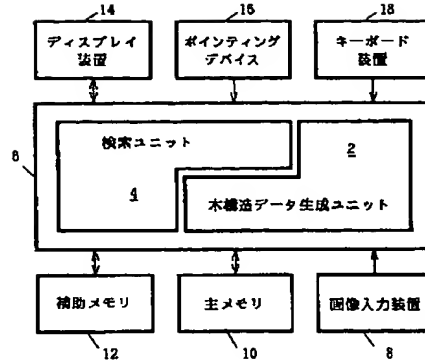 14
16
18
ディスプレイ
装置
ポインティング
デバイス
キーボード
装置
6
検索ユニット
2
4
木構造データ生成ユニット
補助メモリ
主メモリ
画像入力装置
12
10
8